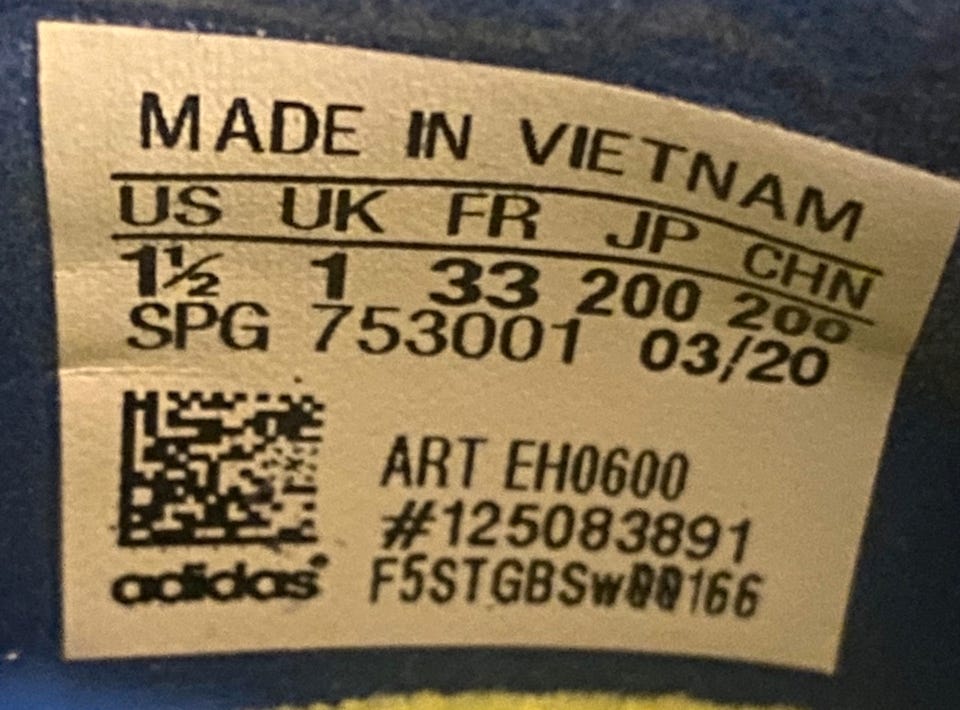 MADE IN VIETNAM
US UK FR JP CHN
1½ 1 33 200 200
SPG 753001 03/20
ART EH0600
#125083891
adidas®
F5STGBSw00166